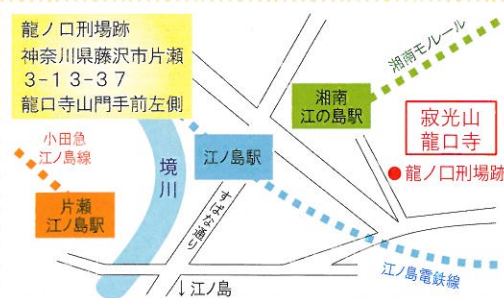 龍ノ口刑場跡
神奈川県藤沢市片瀬
3-13-37
龍口寺山門手前左側
湘南モルール
湘南
江の島駅
寂光山
龍口寺
龍ノ口刑場跡
小田急
江ノ島線
境川
江ノ島駅
片瀬
江ノ島駅
すばな通り
江ノ島電鉄線
↓江ノ島